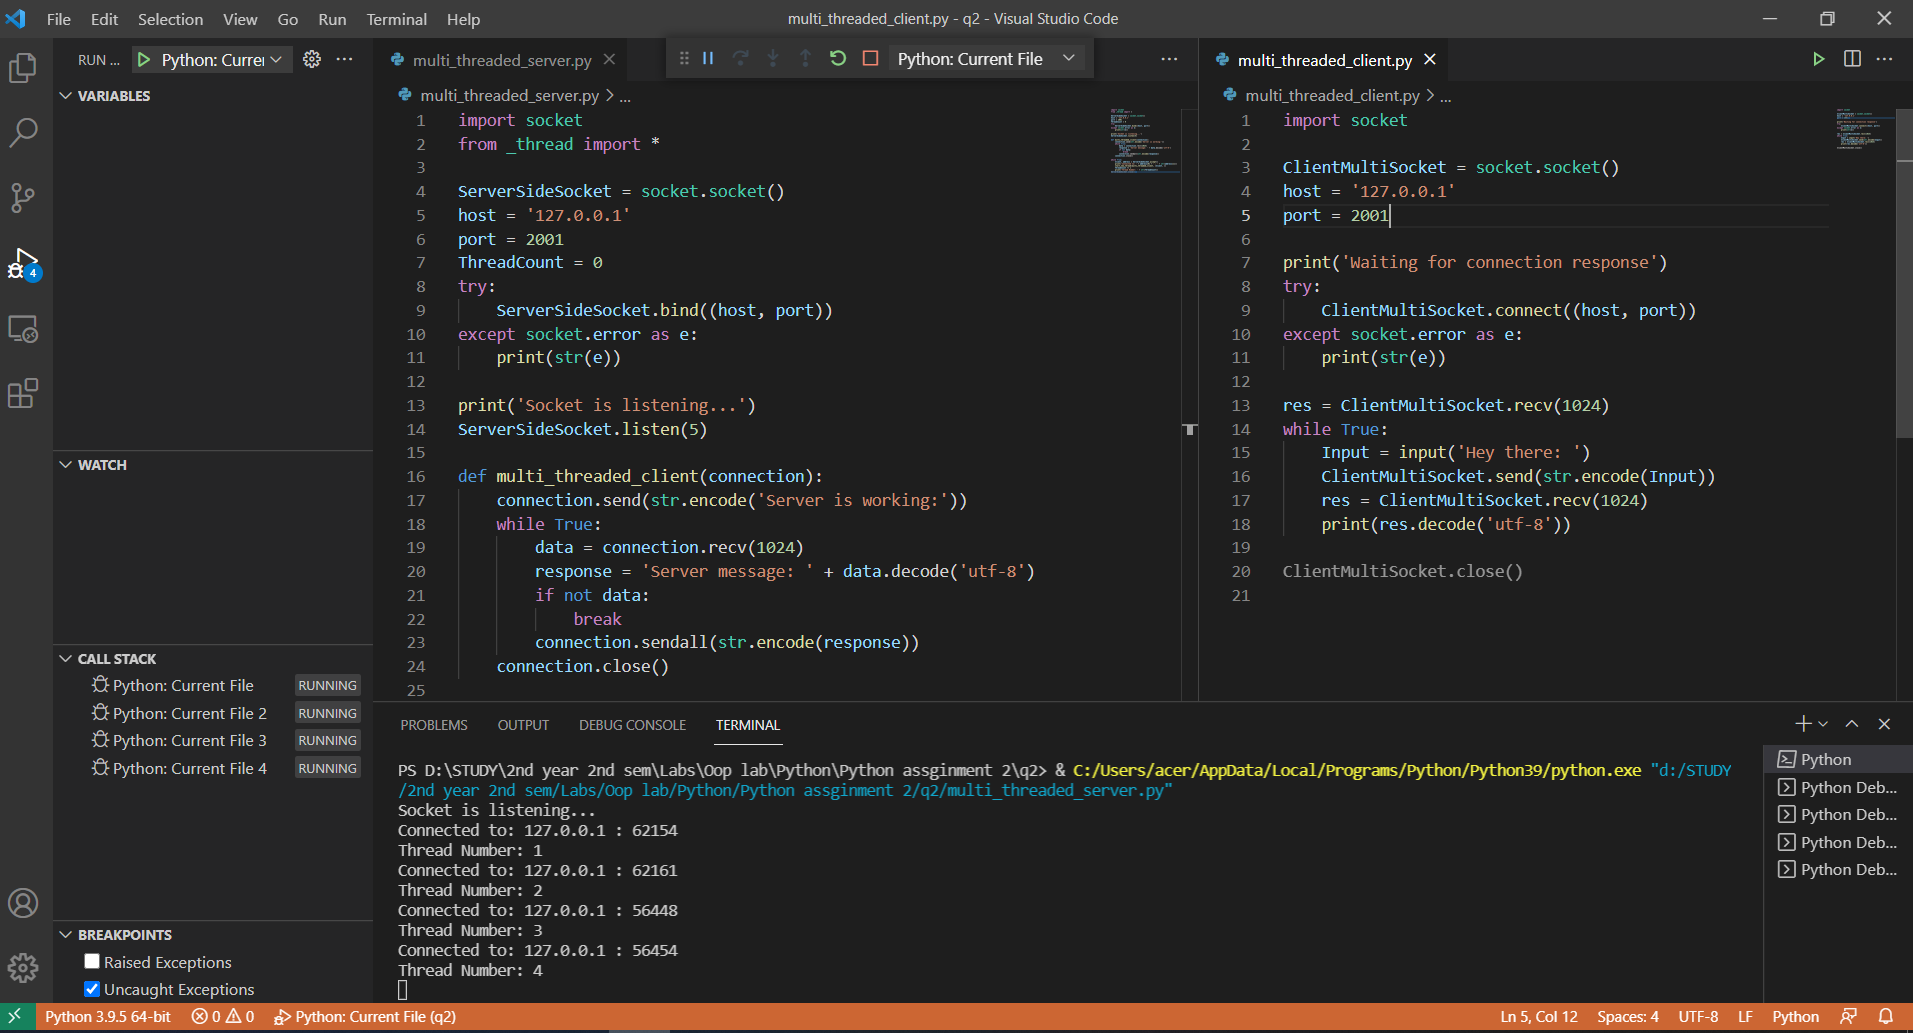 File Edit Selection View Go Run Terminal Help
multi_threaded_client.py - q2 - Visual Studio Code
RUN ... Python: Currer
VARIABLES
WATCH
CALL STACK
Python: Current File RUNNING
Python: Current File 2 RUNNING
Python: Current File 3 RUNNING
Python: Current File 4 RUNNING
BREAKPOINTS
Raised Exceptions
Uncaught Exceptions
4
multi_threaded_server.py
Python: Current File
multi_threaded_server.py > ...
1 import socket
2 from _thread import *
3
4 ServerSideSocket = socket.socket()
5 host = '127.0.0.1'
6 port = 2001
7 ThreadCount = 0
8 try:
9 ServerSideSocket.bind((host, port))
10 except socket.error as e:
11 print(str(e))
12
13 print('Socket is listening...')
14 ServerSideSocket.listen(5)
15
16 def multi_threaded_client(connection):
17 connection.send(str.encode('Server is working:'))
18 while True:
19 data = connection.recv(1024)
20 response = 'Server message: ' + data.decode('utf-8')
21 if not data:
22 break
23 connection.sendall(str.encode(response))
24 connection.close()
25
multi_threaded_client.py
multi_threaded_client.py > ...
1 import socket
2
3 ClientMultiSocket = socket.socket()
4 host = '127.0.0.1'
5 port = 2001
6
7 print('Waiting for connection response')
8 try:
9 ClientMultiSocket.connect((host, port))
10 except socket.error as e:
11 print(str(e))
12
13 res = ClientMultiSocket.recv(1024)
14 while True:
15 Input = input('Hey there: ')
16 ClientMultiSocket.send(str.encode(Input))
17 res = ClientMultiSocket.recv(1024)
18 print(res.decode('utf-8'))
19
20 ClientMultiSocket.close()
21
PROBLEMS OUTPUT DEBUG CONSOLE TERMINAL
PS D:\STUDY\2nd year 2nd sem\Labs\Oop lab\Python\Python assginment 2\q2> & C:/Users/acer/AppData/Local/Programs/Python/Python39/python.exe "d:/STUDY
/2nd year 2nd sem/Labs/Oop lab/Python/Python assginment 2/q2/multi_threaded_server.py"
Socket is listening...
Connected to: 127.0.0.1 : 62154
Thread Number: 1
Connected to: 127.0.0.1 : 62161
Thread Number: 2
Connected to: 127.0.0.1 : 56448
Thread Number: 3
Connected to: 127.0.0.1 : 56454
Thread Number: 4
Python
Python Deb...
Python Deb...
Python Deb...
Python Deb...
Python 3.9.5 64-bit 0 0 Python: Current File (q2)
Ln 5, Col 12 Spaces: 4 UTF-8 LF Python